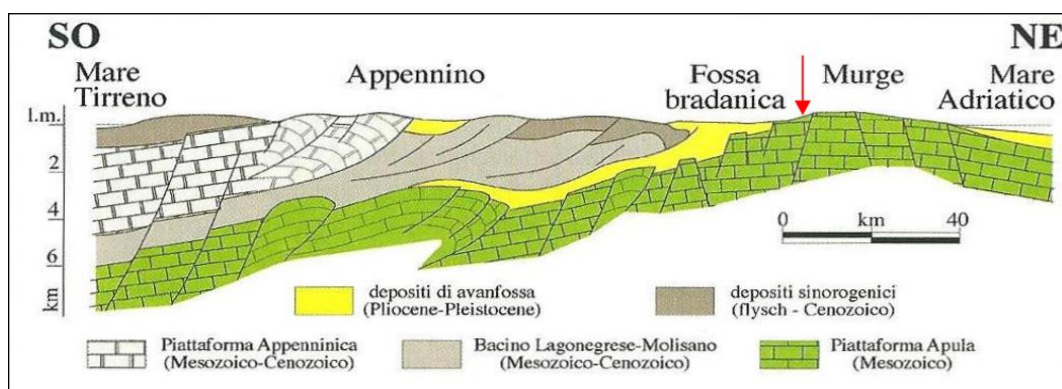 SO
NE
Mare
Tirreno
Appennino
Fossa
bradanica
Murge
Mare
Adriatico
l.m.
2
4
6
km
0
km
40
depositi di avanfossa
(Pliocene-Pleistocene)
depositi sinorogenici
(flysch - Cenozoico)
Piattaforma Appenninica
(Mesozoico-Cenozoico)
Bacino Lagonegrese-Molisano
(Mesozoico-Cenozoico)
Piattaforma Apula
(Mesozoico)